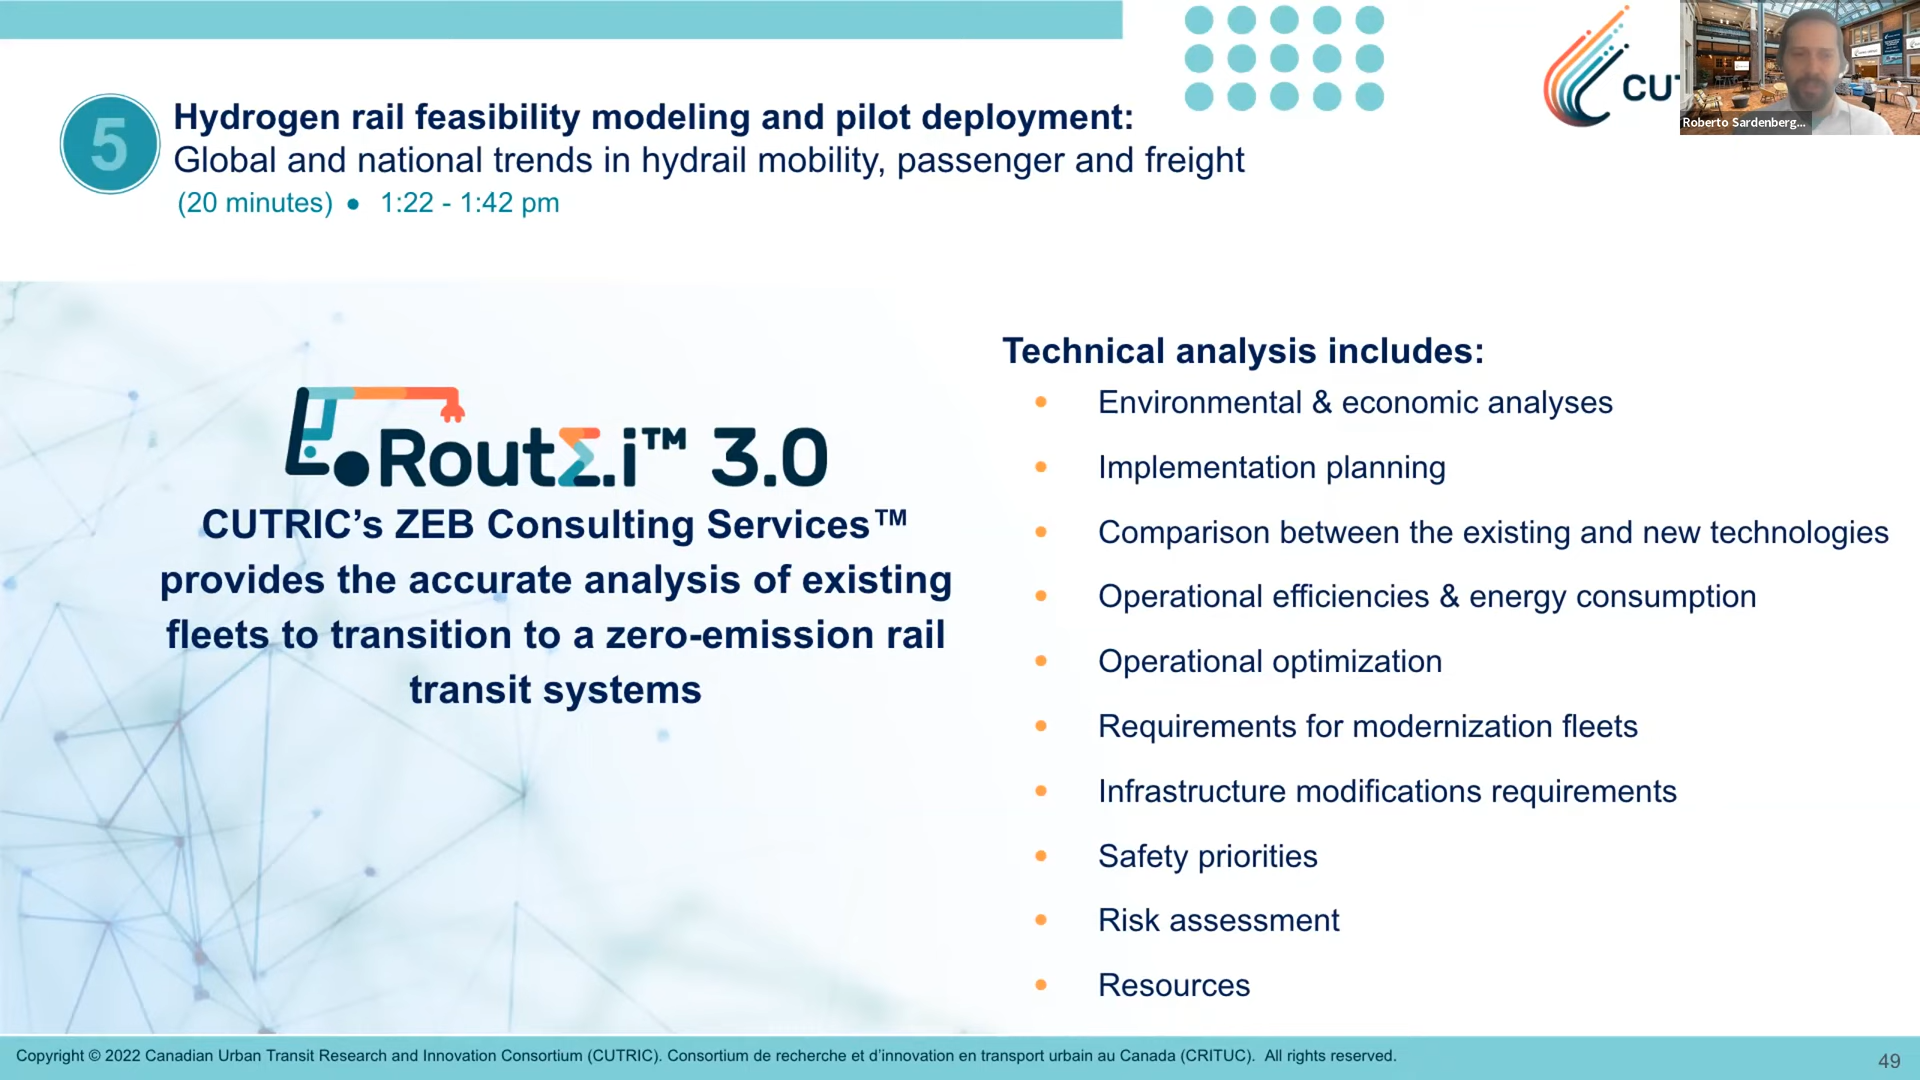 5
Hydrogen rail feasibility modeling and pilot deployment:
Global and national trends in hydrail mobility, passenger and freight
(20 minutes) ● 1:22 - 1:42 pm
CUT
Roberto Sardenberg...
RoutΣ.i™ 3.0
CUTRIC’s ZEB Consulting Services™
provides the accurate analysis of existing
fleets to transition to a zero-emission rail
transit systems
Technical analysis includes:
• Environmental & economic analyses
• Implementation planning
• Comparison between the existing and new technologies
• Operational efficiencies & energy consumption
• Operational optimization
• Requirements for modernization fleets
• Infrastructure modifications requirements
• Safety priorities
• Risk assessment
• Resources
Copyright © 2022 Canadian Urban Transit Research and Innovation Consortium (CUTRIC). Consortium de recherche et d’innovation en transport urbain au Canada (CRITUC). All rights reserved.
49